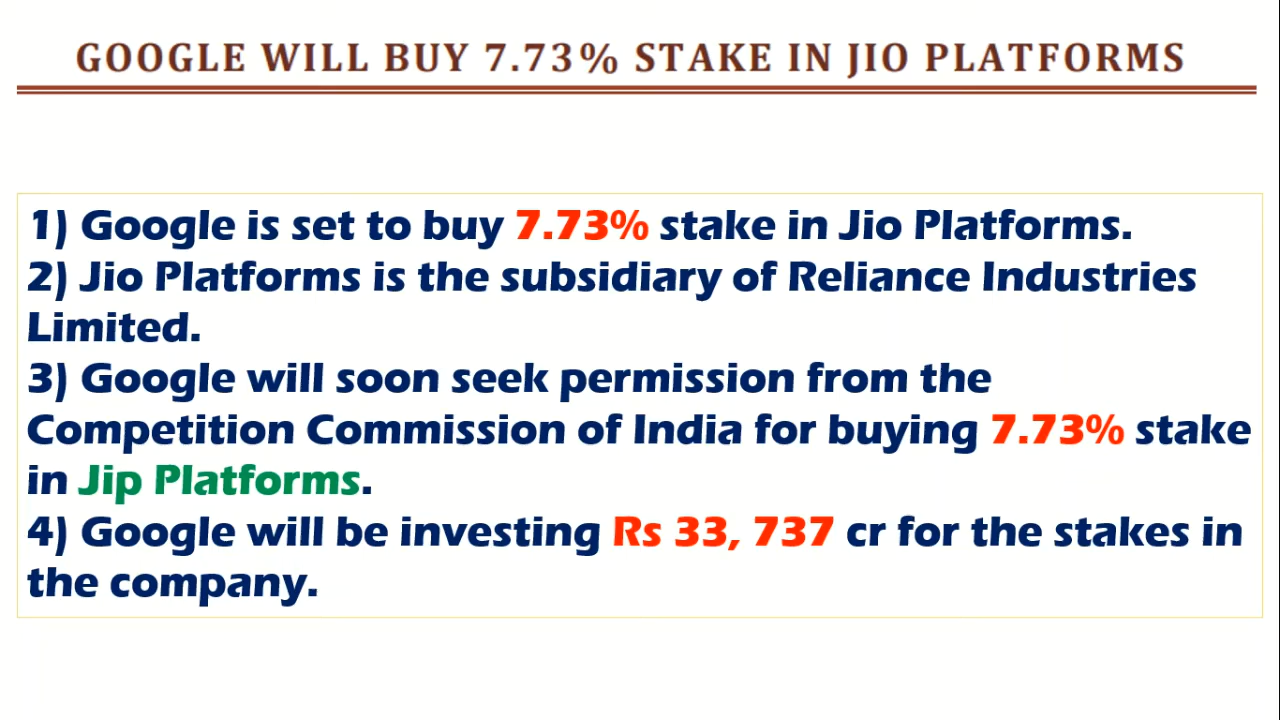 GOOGLE WILL BUY 7.73% STAKE IN JIO PLATFORMS
1) Google is set to buy 7.73% stake in Jio Platforms.
2) Jio Platforms is the subsidiary of Reliance Industries
Limited.
3) Google will soon seek permission from the
Competition Commission of India for buying 7.73% stake
in Jip Platforms.
4) Google will be investing Rs 33, 737 cr for the stakes in
the company.